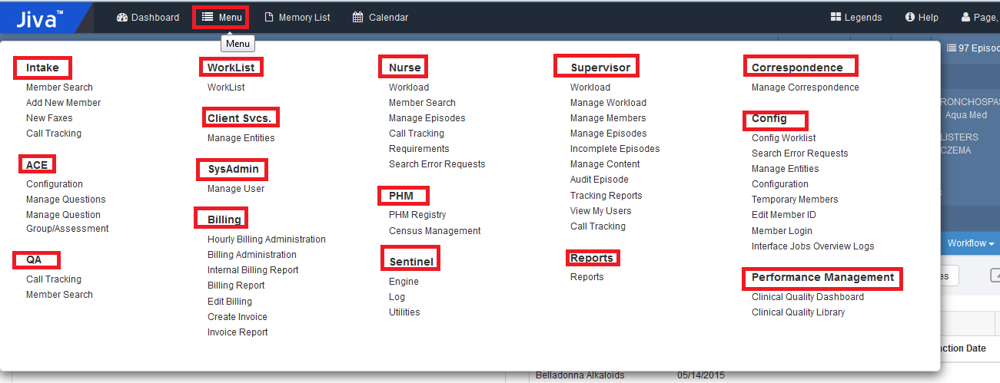 Jiva™
Dashboard
Menu
Memory List
Calendar
Legends
Help
Page,
Menu
Intake
Member Search
Add New Member
New Faxes
Call Tracking
ACE
Configuration
Manage Questions
Manage Question
Group/Assessment
QA
Call Tracking
Member Search
WorkList
WorkList
Client Svcs.
Manage Entities
SysAdmin
Manage User
Billing
Hourly Billing Administration
Billing Administration
Internal Billing Report
Billing Report
Edit Billing
Create Invoice
Invoice Report
Nurse
Workload
Member Search
Manage Episodes
Call Tracking
Requirements
Search Error Requests
PHM
PHM Registry
Census Management
Sentinel
Engine
Log
Utilities
Supervisor
Workload
Manage Workload
Manage Members
Manage Episodes
Incomplete Episodes
Manage Content
Audit Episode
Tracking Reports
View My Users
Call Tracking
Reports
Reports
Correspondence
Manage Correspondence
Config
Config Worklist
Search Error Requests
Manage Entities
Configuration
Temporary Members
Edit Member ID
Member Login
Interface Jobs Overview Logs
Performance Management
Clinical Quality Dashboard
Clinical Quality Library
97 Episod
RONCHOSPAS
Aqua Med
LISTERS
CZEMA
Workflow
es
ction Date
Belladonna Alkaloids 05/14/2015